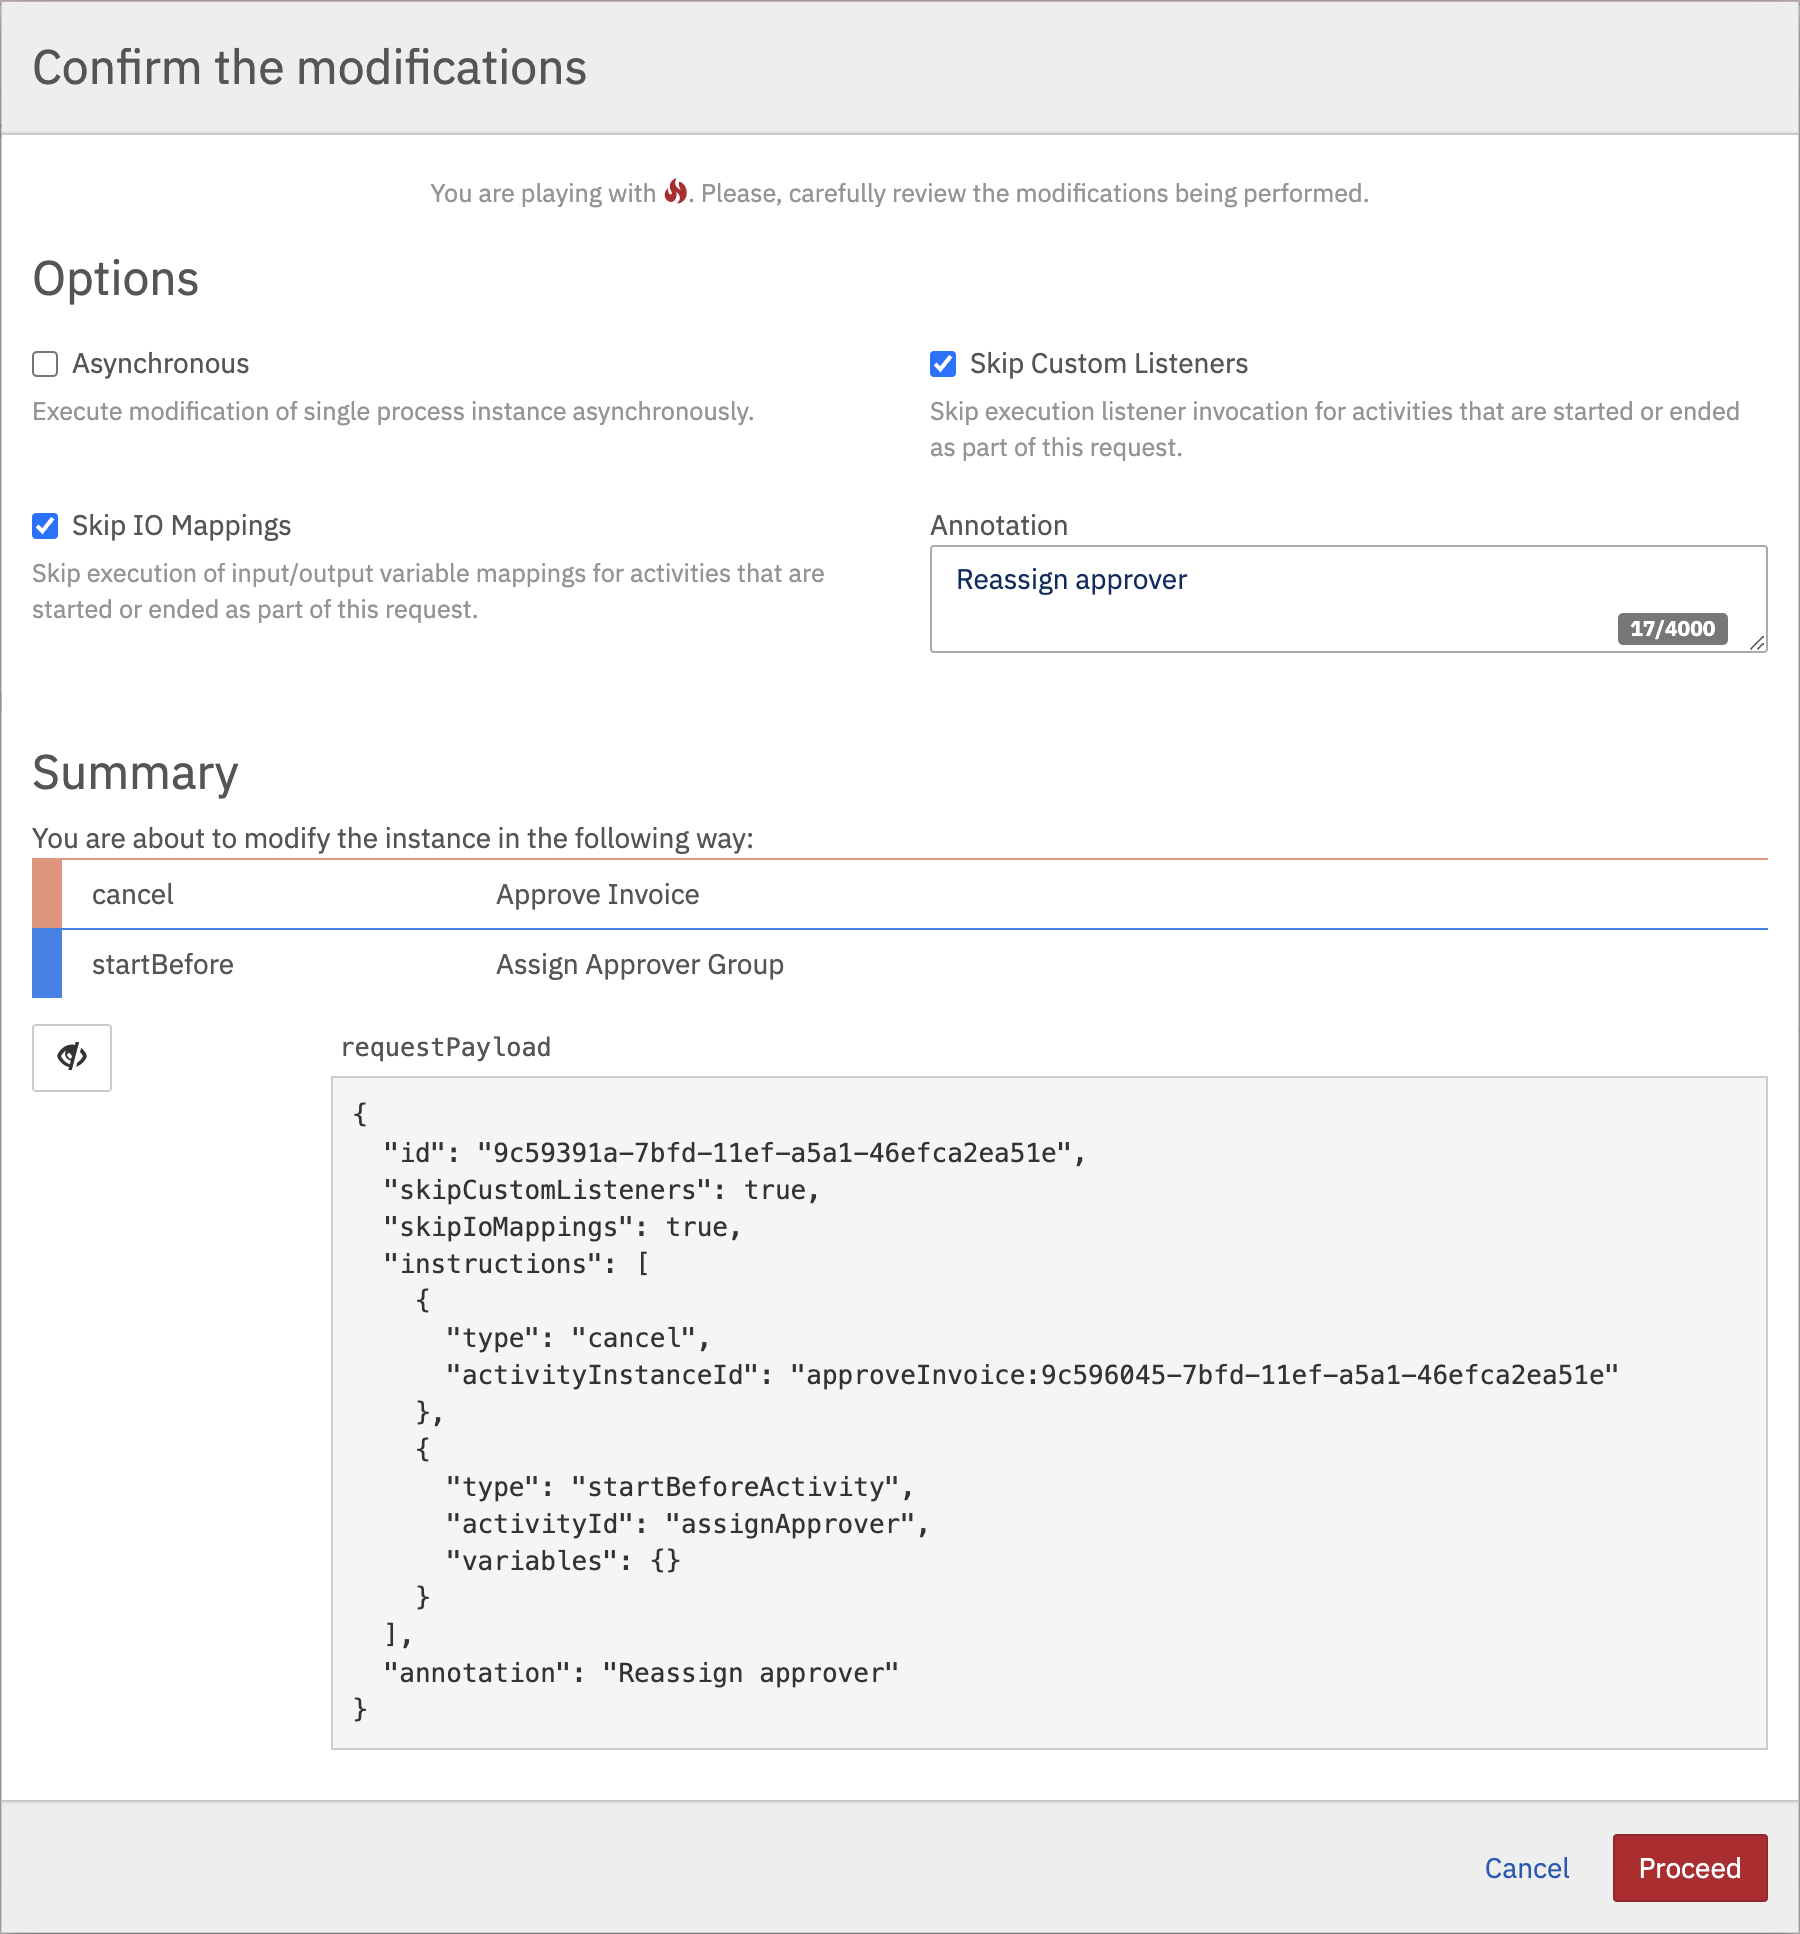 Confirm the modifications
You are playing with . Please, carefully review the modifications being performed.
Options
Asynchronous
Execute modification of single process instance asynchronously.
Skip Custom Listeners
Skip execution listener invocation for activities that are started or ended
as part of this request.
Skip IO Mappings
Skip execution of input/output variable mappings for activities that are
started or ended as part of this request.
Annotation
Reassign approver
17/4000
Summary
You are about to modify the instance in the following way:
cancel Approve Invoice
startBefore Assign Approver Group
requestPayload
{
  "id": "9c59391a-7bfd-11ef-a5a1-46efca2ea51e",
  "skipCustomListeners": true,
  "skipIoMappings": true,
  "instructions": [
    {
      "type": "cancel",
      "activityInstanceId": "approveInvoice:9c596045-7bfd-11ef-a5a1-46efca2ea51e"
    },
    {
      "type": "startBeforeActivity",
      "activityId": "assignApprover",
      "variables": {}
    }
  ],
  "annotation": "Reassign approver"
}
Cancel
Proceed